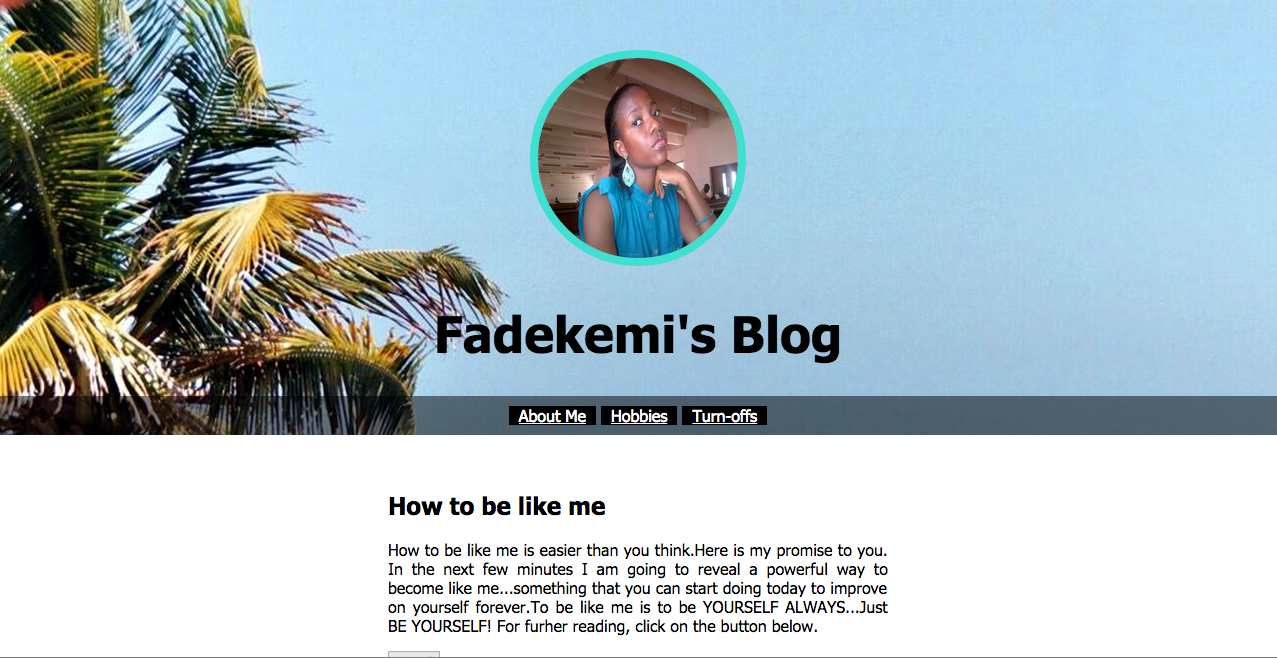 Fadekemi's Blog
About Me Hobbies Turn-offs
How to be like me
How to be like me is easier than you think.Here is my promise to you.
In the next few minutes I am going to reveal a powerful way to
become like me...something that you can start doing today to improve
on yourself forever.To be like me is to be YOURSELF ALWAYS...Just
BE YOURSELF! For furher reading, click on the button below.